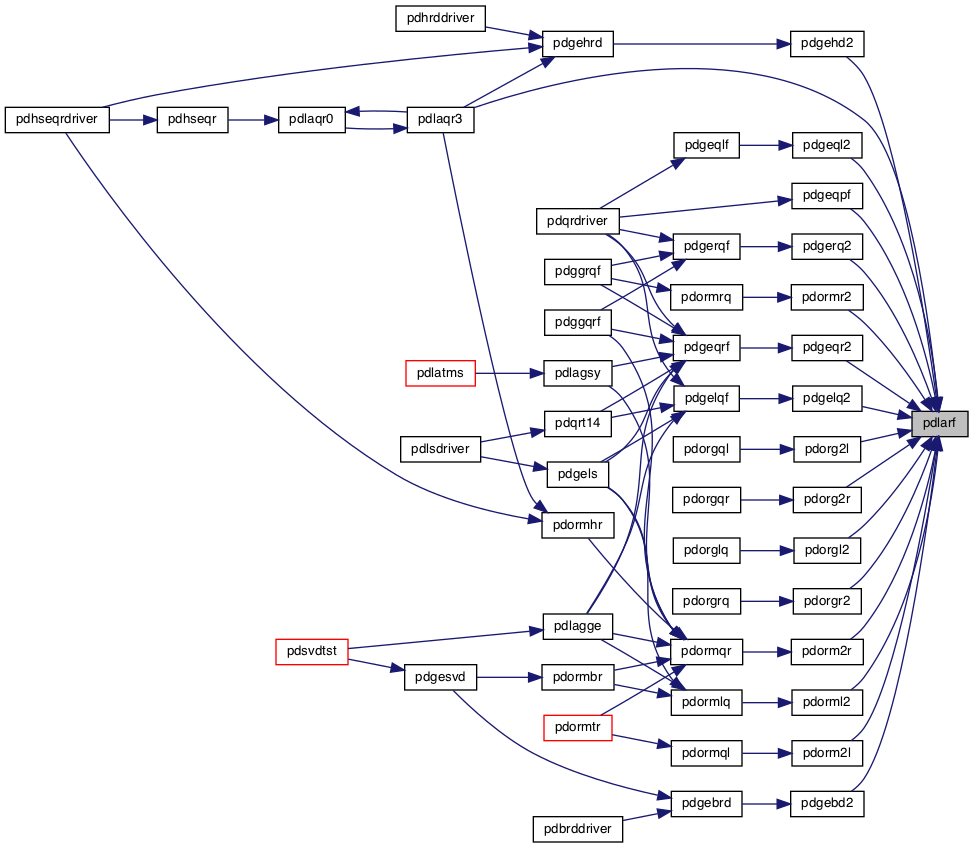 pdhrddriver
pdgehrd
pdgehd2
pdhseqrdriver
pdhseqr
pdlaqr0
pdlaqr3
pdgeqlf
pdgeql2
pdgeqpf
pdqrdriver
pdgerqf
pdgerq2
pdggrqf
pdormrq
pdormr2
pdggqrf
pdgeqrf
pdgeqr2
pdlatms
pdlagsy
pdgelqf
pdgelq2
pdqrt14
pdlarf
pdlsdriver
pdorgql
pdorg2l
pdgels
pdorgqr
pdorg2r
pdormhr
pdorglq
pdorgl2
pdorgrq
pdorgr2
pdlagge
pdsvdtst
pdormqr
pdorm2r
pdgesvd
pdormbr
pdormlq
pdorml2
pdormtr
pdormql
pdorm2l
pdgebrd
pdgebd2
pdbrddriver